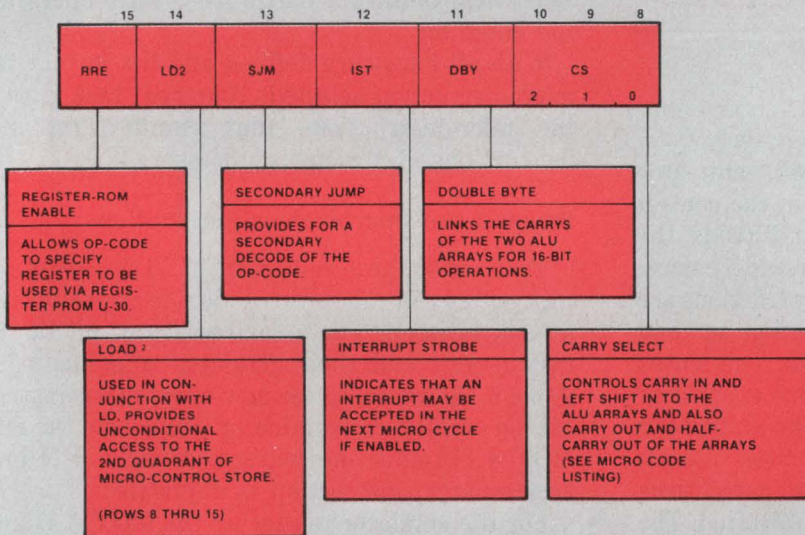 15 14 13 12 11 10 9 8
RRE LD2 SJM IST DBY CS
2 1 0
REGISTER-ROM
ENABLE
ALLOWS OP-CODE
TO SPECIFY
REGISTER TO BE
USED VIA REGIS-
TER PROM U-30.
SECONDARY JUMP
PROVIDES FOR A
SECONDARY
DECODE OF THE
OP-CODE.
DOUBLE BYTE
LINKS THE CARRYS
OF THE TWO ALU
ARRAYS FOR 16-BIT
OPERATIONS.
LOAD 2
USED IN CON-
JUNCTION WITH
LD. PROVIDES
UNCONDITIONAL
ACCESS TO THE
2ND QUADRANT OF
MICRO-CONTROL STORE.
(ROWS 8 THRU 15)
INTERRUPT STROBE
INDICATES THAT AN
INTERRUPT MAY BE
ACCEPTED IN THE
NEXT MICRO CYCLE
IF ENABLED.
CARRY SELECT
CONTROLS CARRY IN AND
LEFT SHIFT IN TO THE
ALU ARRAYS AND ALSO
CARRY OUT AND HALF-
CARRY OUT OF THE ARRAYS
(SEE MICRO CODE
LISTING)